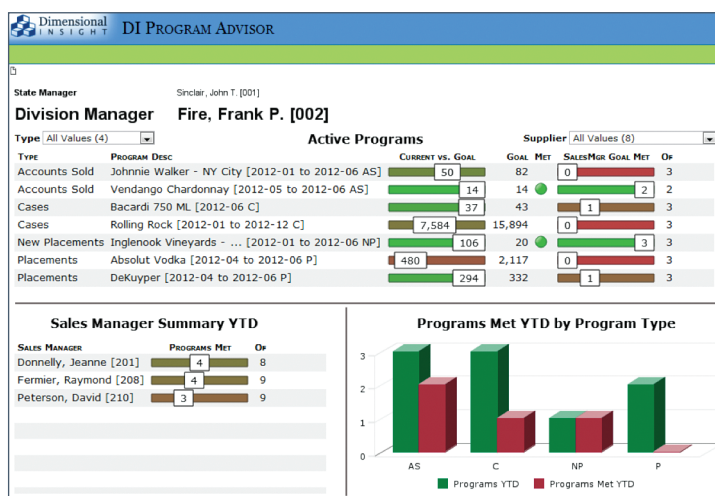 Dimensional
INSIGHT
DI PROGRAM ADVISOR
State Manager Sinclair, John T. [001]
Division Manager Fire, Frank P. [002]
Type All Values (4) Active Programs Supplier All Values (8)
TYPE PROGRAM DESC CURRENT VS. GOAL GOAL MET SALESMGR GOAL MET OF
Accounts Sold Johnnie Walker - NY City [2012-01 to 2012-06 AS] 50 82 0 3
Accounts Sold Vendango Chardonnay [2012-05 to 2012-06 AS] 14 14 2 2
Cases Bacardi 750 ML [2012-06 C] 37 43 1 3
Cases Rolling Rock [2012-01 to 2012-12 C] 7,584 15,894 0 3
New Placements Inglenook Vineyards - ... [2012-01 to 2012-06 NP] 106 20 3 3
Placements Absolut Vodka [2012-04 to 2012-06 P] 480 2,117 0 3
Placements DeKuyper [2012-04 to 2012-06 P] 294 332 1 3
Sales Manager Summary YTD
SALES MANAGER PROGRAMS MET OF
Donnelly, Jeanne [201] 4 8
Fermier, Raymond [208] 4 9
Peterson, David [210] 3 9
Programs Met YTD by Program Type
3
2
1
0
AS C NP P
Programs YTD Programs Met YTD